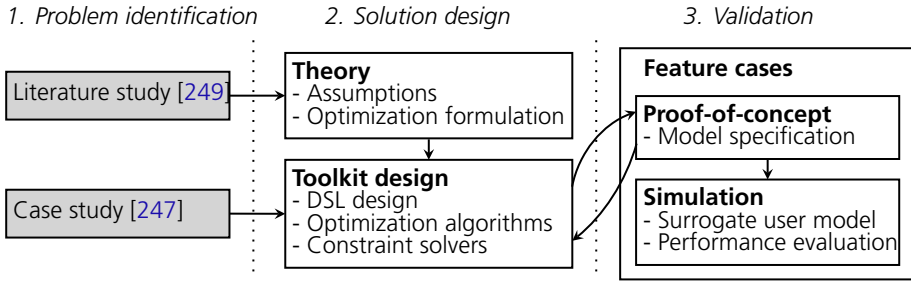 1. Problem identification
2. Solution design
3. Validation
Literature study [249]
Case study [247]
Theory
- Assumptions
- Optimization formulation
Toolkit design
- DSL design
- Optimization algorithms
- Constraint solvers
Feature cases
Proof-of-concept
- Model specification
Simulation
- Surrogate user model
- Performance evaluation